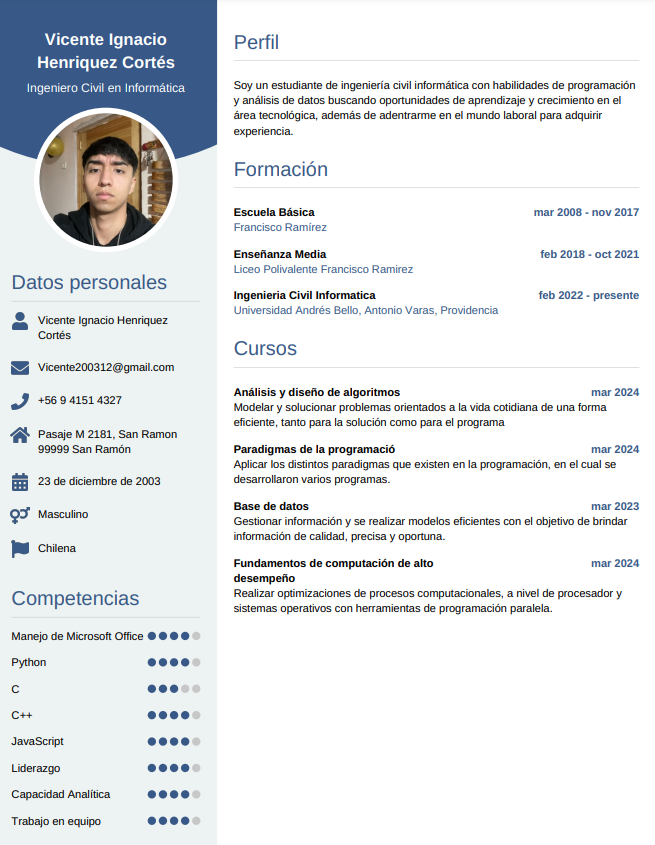 Vicente Ignacio
Henriquez Cortés
Ingeniero Civil en Informática
Datos personales
Vicente Ignacio Henriquez
Cortés
Vicente200312@gmail.com
+56 9 4151 4327
Pasaje M 2181, San Ramon
99999 San Ramón
23 de diciembre de 2003
Masculino
Chilena
Competencias
Manejo de Microsoft Office
Python
C
C++
JavaScript
Liderazgo
Capacidad Analítica
Trabajo en equipo
Perfil
Soy un estudiante de ingeniería civil informática con habilidades de programación
y análisis de datos buscando oportunidades de aprendizaje y crecimiento en el
área tecnológica, además de adentrarme en el mundo laboral para adquirir
experiencia.
Formación
Escuela Básica mar 2008 - nov 2017
Francisco Ramírez
Enseñanza Media feb 2018 - oct 2021
Liceo Polivalente Francisco Ramirez
Ingenieria Civil Informatica feb 2022 - presente
Universidad Andrés Bello, Antonio Varas, Providencia
Cursos
Análisis y diseño de algoritmos mar 2024
Modelar y solucionar problemas orientados a la vida cotidiana de una forma
eficiente, tanto para la solución como para el programa
Paradigmas de la programació mar 2024
Aplicar los distintos paradigmas que existen en la programación, en el cual se
desarrollaron varios programas.
Base de datos mar 2023
Gestionar información y se realizar modelos eficientes con el objetivo de brindar
información de calidad, precisa y oportuna.
Fundamentos de computación de alto mar 2024
desempeño
Realizar optimizaciones de procesos computacionales, a nivel de procesador y
sistemas operativos con herramientas de programación paralela.